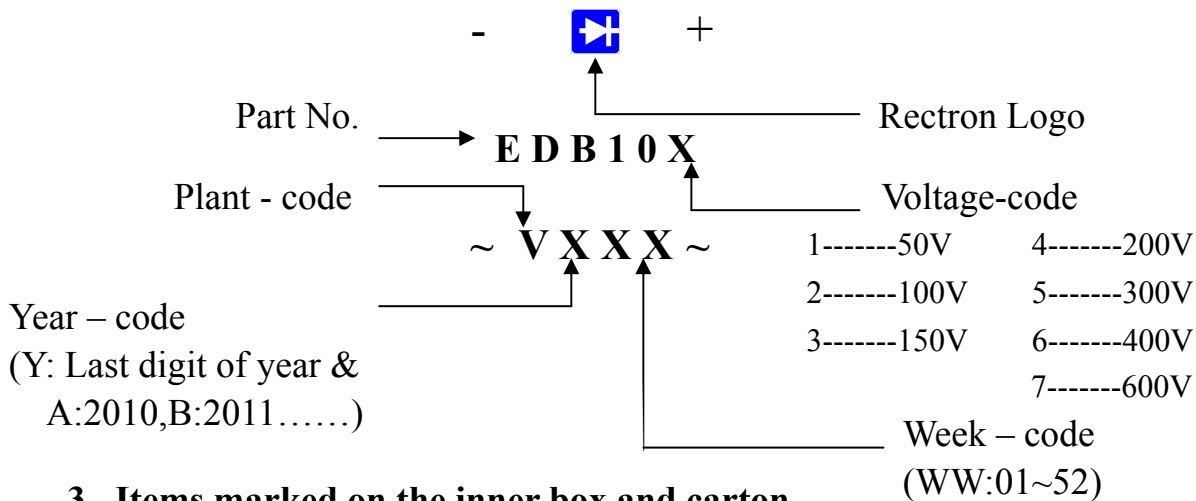 - +
Part No.
Rectron Logo
E D B 1 0 X
Plant - code
Voltage-code
~ V X X X ~
1-------50V 4-------200V
2-------100V 5-------300V
3-------150V 6-------400V
7-------600V
Year – code
(Y: Last digit of year &
A:2010,B:2011……)
Week – code
(WW:01~52)
3. Items marked on the inner box and carton